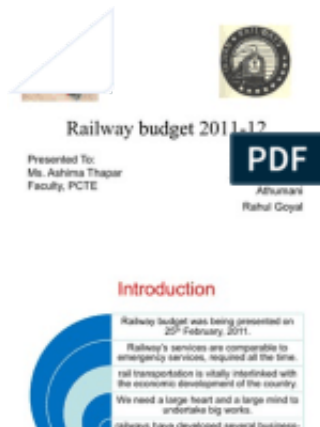 Railway budget 2011-12
Presented To:
Ms. Ashima Thapar
Faculty, PCTE
PDF
Athumani
Rahul Goyal
Introduction
Railway budget was being presented on
25th February, 2011.
Railway's services are comparable to
emergency services, required all the time.
rail transportation is vitally interlinked with
the economic development of the country.
We need a large heart and a large mind to
undertake big works.
railways have developed several business-